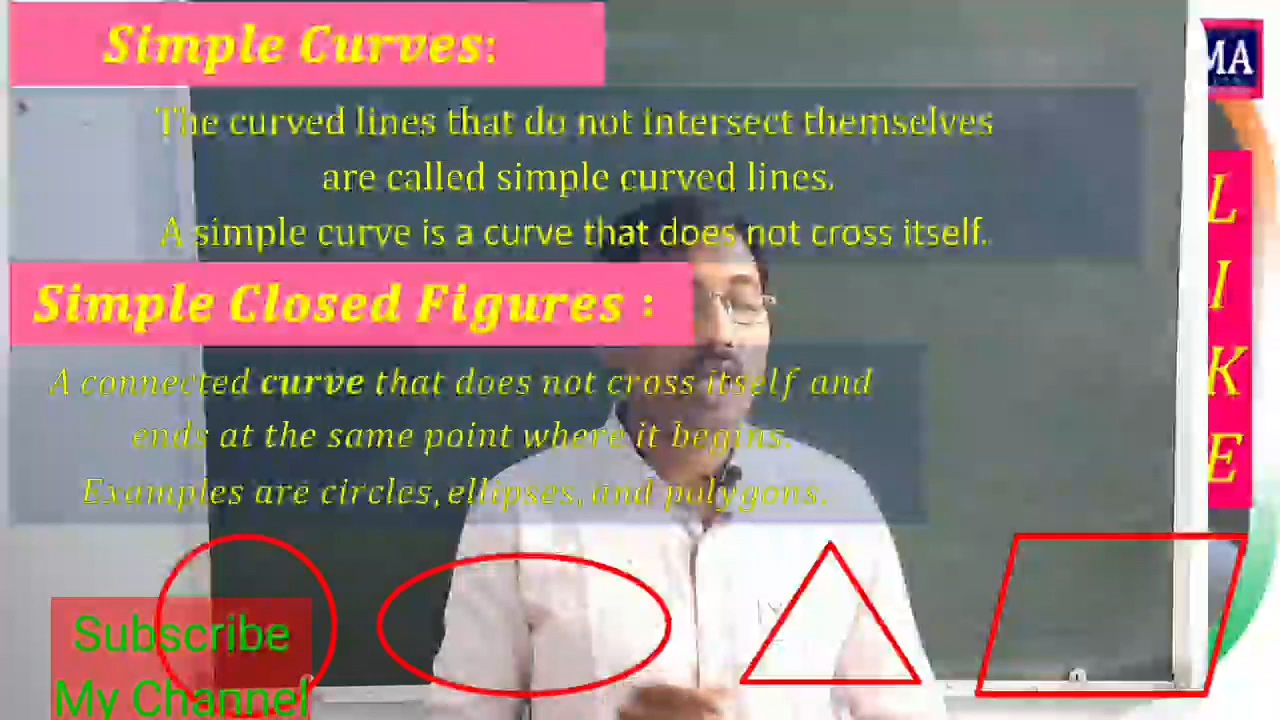 Simple Curves:
The curved lines that do not intersect themselves
are called simple curved lines.
A simple curve is a curve that does not cross itself.
Simple Closed Figures :
A connected curve that does not cross itself and
ends at the same point where it begins.
Examples are circles, ellipses, and polygons.
Subscribe
My Channel
MA
L
I
K
E